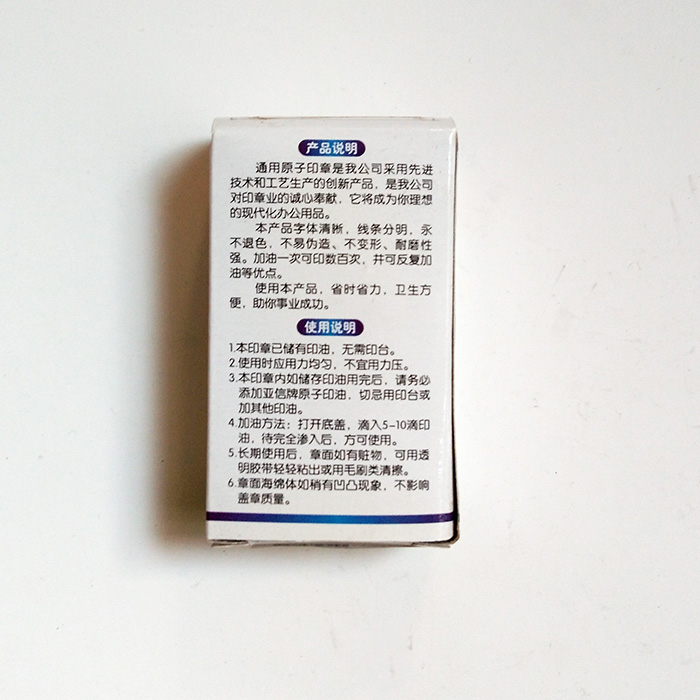 产品说明
通用原子印章是我公司采用先进
技术和工艺生产的创新产品，是我公司
对印章业的诚心奉献，它将成为你理想
的现代化办公用品。
本产品字体清晰，线条分明，永
不退色，不易伪造、不变形、耐磨性
强。加油一次可印数百次，并可反复加
油等优点。
使用本产品，省时省力，卫生方
便，助你事业成功。
使用说明
1.本印章已储有印油，无需印台。
2.使用时应用力均匀，不宜用力压。
3.本印章内如储存印油用完后，请务必
添加亚信牌原子印油，切忌用印台或
加其他印油。
4.加油方法：打开底盖，滴入5-10滴印
油，待完全渗入后，方可使用。
5.长期使用后，章面如有赃物，可用透
明胶带轻轻粘出或用毛刷类清擦。
6.章面海绵体如稍有凹凸现象，不影响
盖章质量。